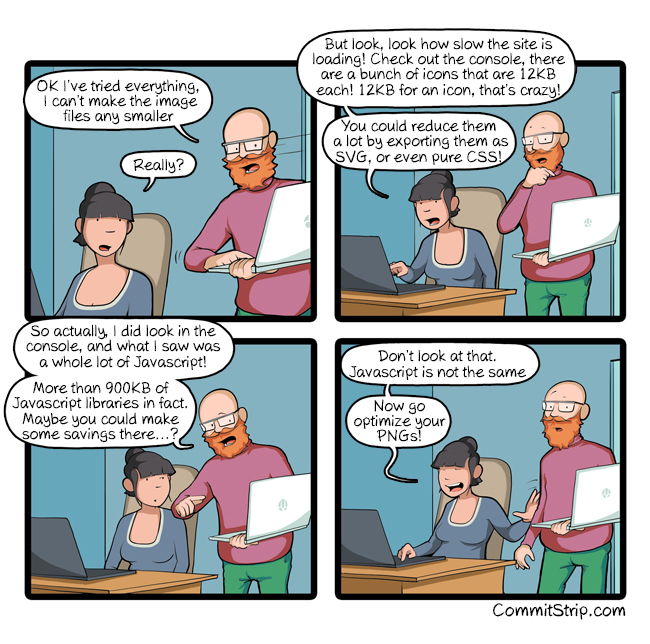 OK I've tried everything,
I can't make the image
files any smaller
Really?
But look, look how slow the site is
loading! Check out the console, there
are a bunch of icons that are 12KB
each! 12KB for an icon, that's crazy!
You could reduce them
a lot by exporting them as
SVG, or even pure CSS!
So actually, I did look in the
console, and what I saw was
a whole lot of Javascript!
More than 900KB of
Javascript libraries in fact.
Maybe you could make
some savings there...?
Don't look at that.
Javascript is not the same
Now go
optimize your
PNGs!
CommitStrip.com